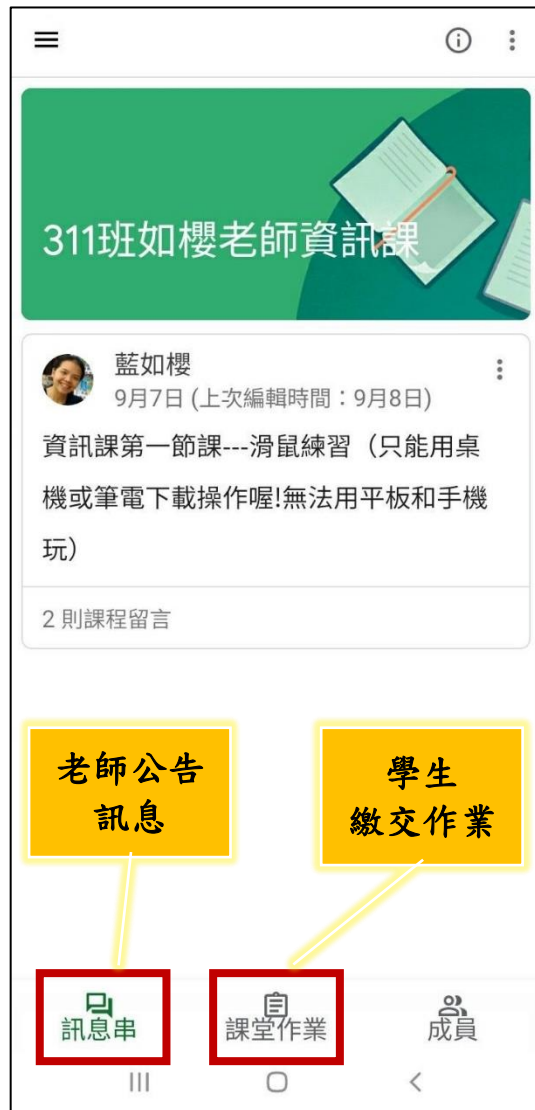 311班如櫻老師資訊課
藍如櫻
9月7日 (上次編輯時間：9月8日)
資訊課第一節課---滑鼠練習（只能用桌
機或筆電下載操作喔!無法用平板和手機
玩）
2 則課程留言
老師公告
訊息
學生
繳交作業
訊息串
課堂作業
成員